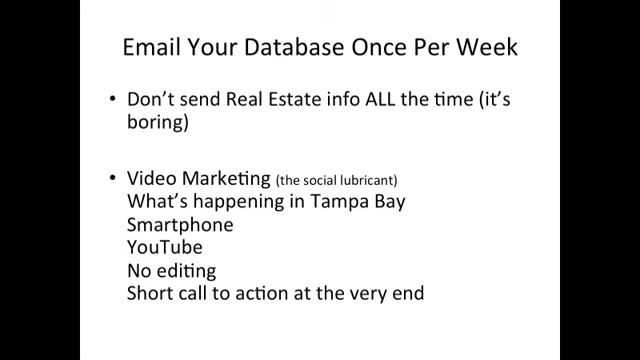 Email Your Database Once Per Week
• Don't send Real Estate info ALL the time (it's
boring)
• Video Marketing (the social lubricant)
What's happening in Tampa Bay
Smartphone
YouTube
No editing
Short call to action at the very end